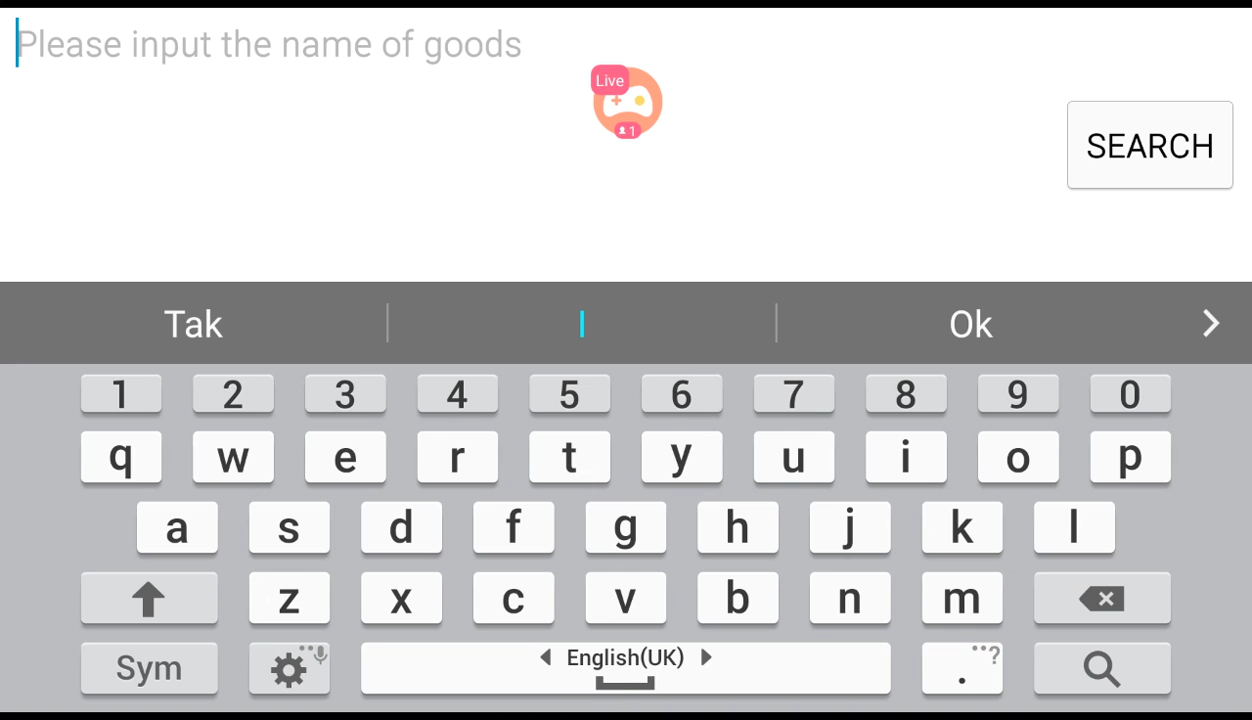 Please input the name of goods
Live
1
SEARCH
Tak I Ok
1 2 3 4 5 6 7 8 9 0
q w e r t y u i o p
a s d f g h j k l
z x c v b n m
Sym English(UK) . ?